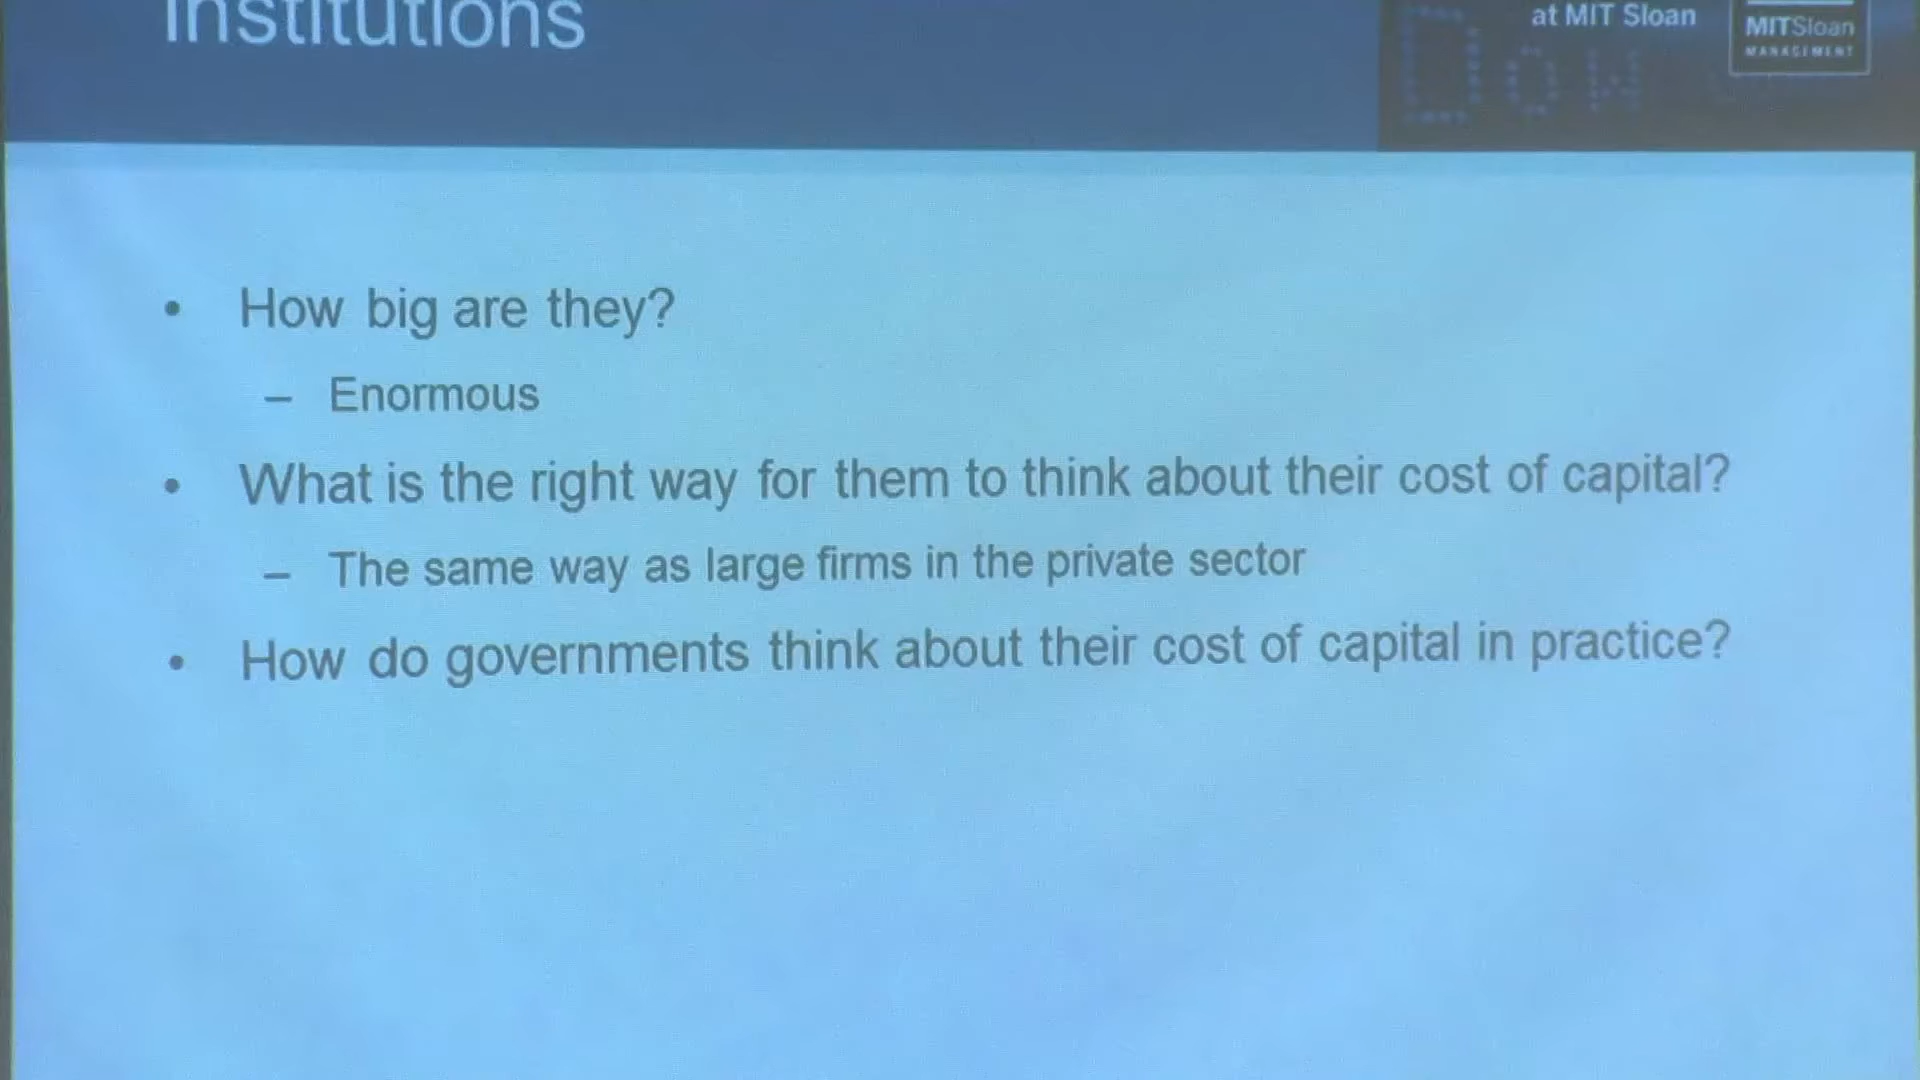 Institutions
at MIT Sloan
MITSloan
MANAGEMENT
Dow
• How big are they?
– Enormous
• What is the right way for them to think about their cost of capital?
– The same way as large firms in the private sector
• How do governments think about their cost of capital in practice?